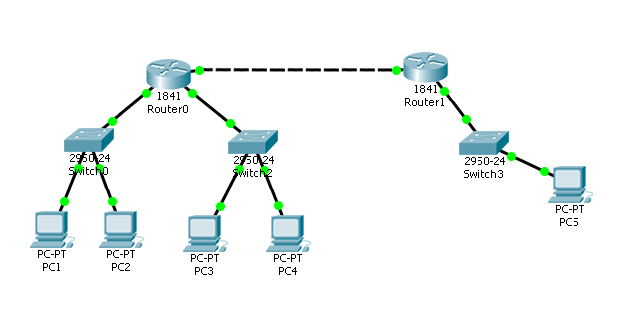 1841
Router0
1841
Router1
2950-24
Switch0
2950-24
Switch2
2950-24
Switch3
PC-PT
PC1
PC-PT
PC2
PC-PT
PC3
PC-PT
PC4
PC-PT
PC5